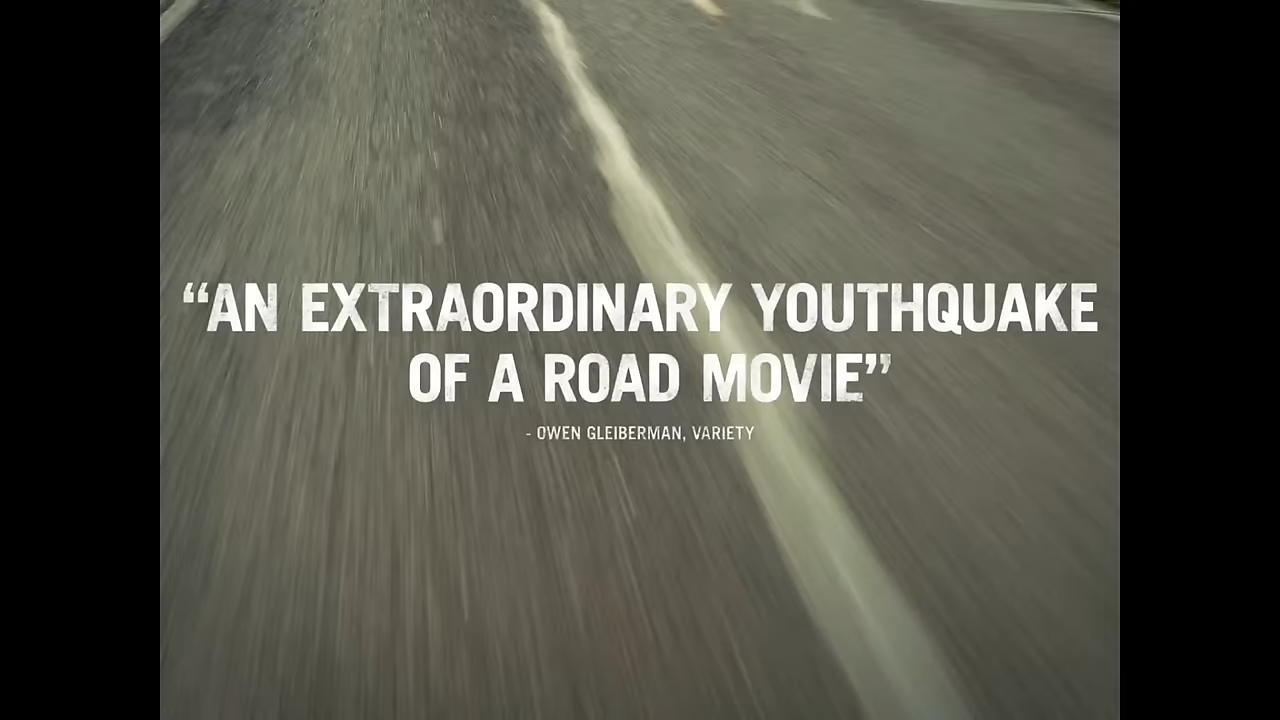 “AN EXTRAORDINARY YOUTHQUAKE
OF A ROAD MOVIE”
- OWEN GLEIBERMAN, VARIETY